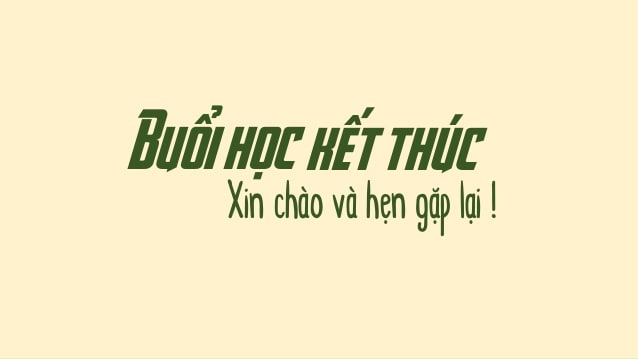 Buổi học kết thúc
Xin chào và hẹn gặp lại !